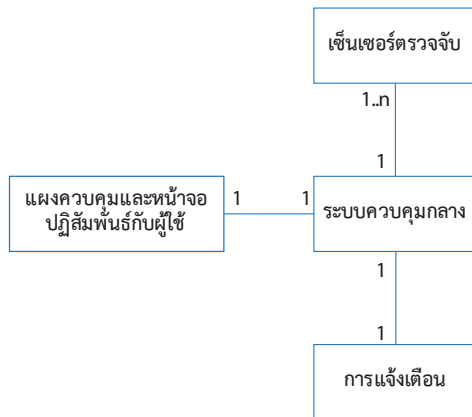 เซ็นเซอร์ตรวจจับ
1..n
1
แผงควบคุมและหน้าจอ
ปฏิสัมพันธ์กับผู้ใช้
1
1
ระบบควบคุมกลาง
1
1
การแจ้งเตือน